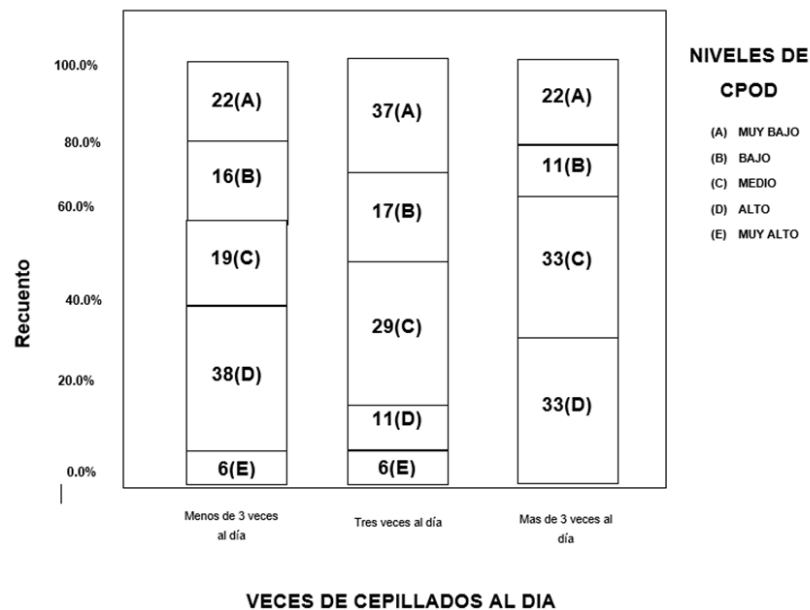 100.0%
80.0%
60.0%
40.0%
20.0%
0.0%
Recuento
22(A)
16(B)
19(C)
38(D)
6(E)
37(A)
17(B)
29(C)
11(D)
6(E)
22(A)
11(B)
33(C)
33(D)
Menos de 3 veces
al día
Tres veces al día
Mas de 3 veces al
día
VECES DE CEPILLADOS AL DIA
NIVELES DE
CPOD
(A) MUY BAJO
(B) BAJO
(C) MEDIO
(D) ALTO
(E) MUY ALTO